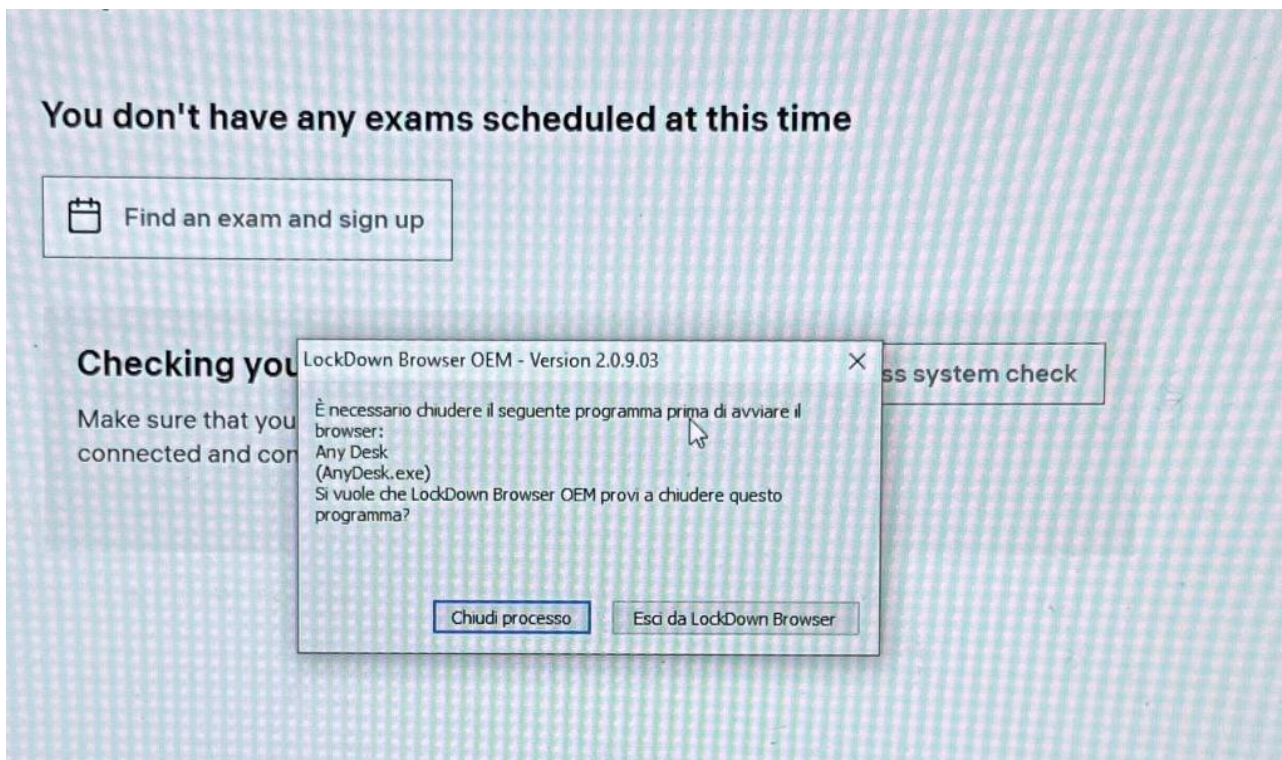 You don't have any exams scheduled at this time
Find an exam and sign up
Checking you
ss system check
Make sure that you
connected and con
LockDown Browser OEM - Version 2.0.9.03
È necessario chiudere il seguente programma prima di avviare il
browser:
Any Desk
(AnyDesk.exe)
Si vuole che LockDown Browser OEM provi a chiudere questo
programma?
Chiudi processo
Esci da LockDown Browser